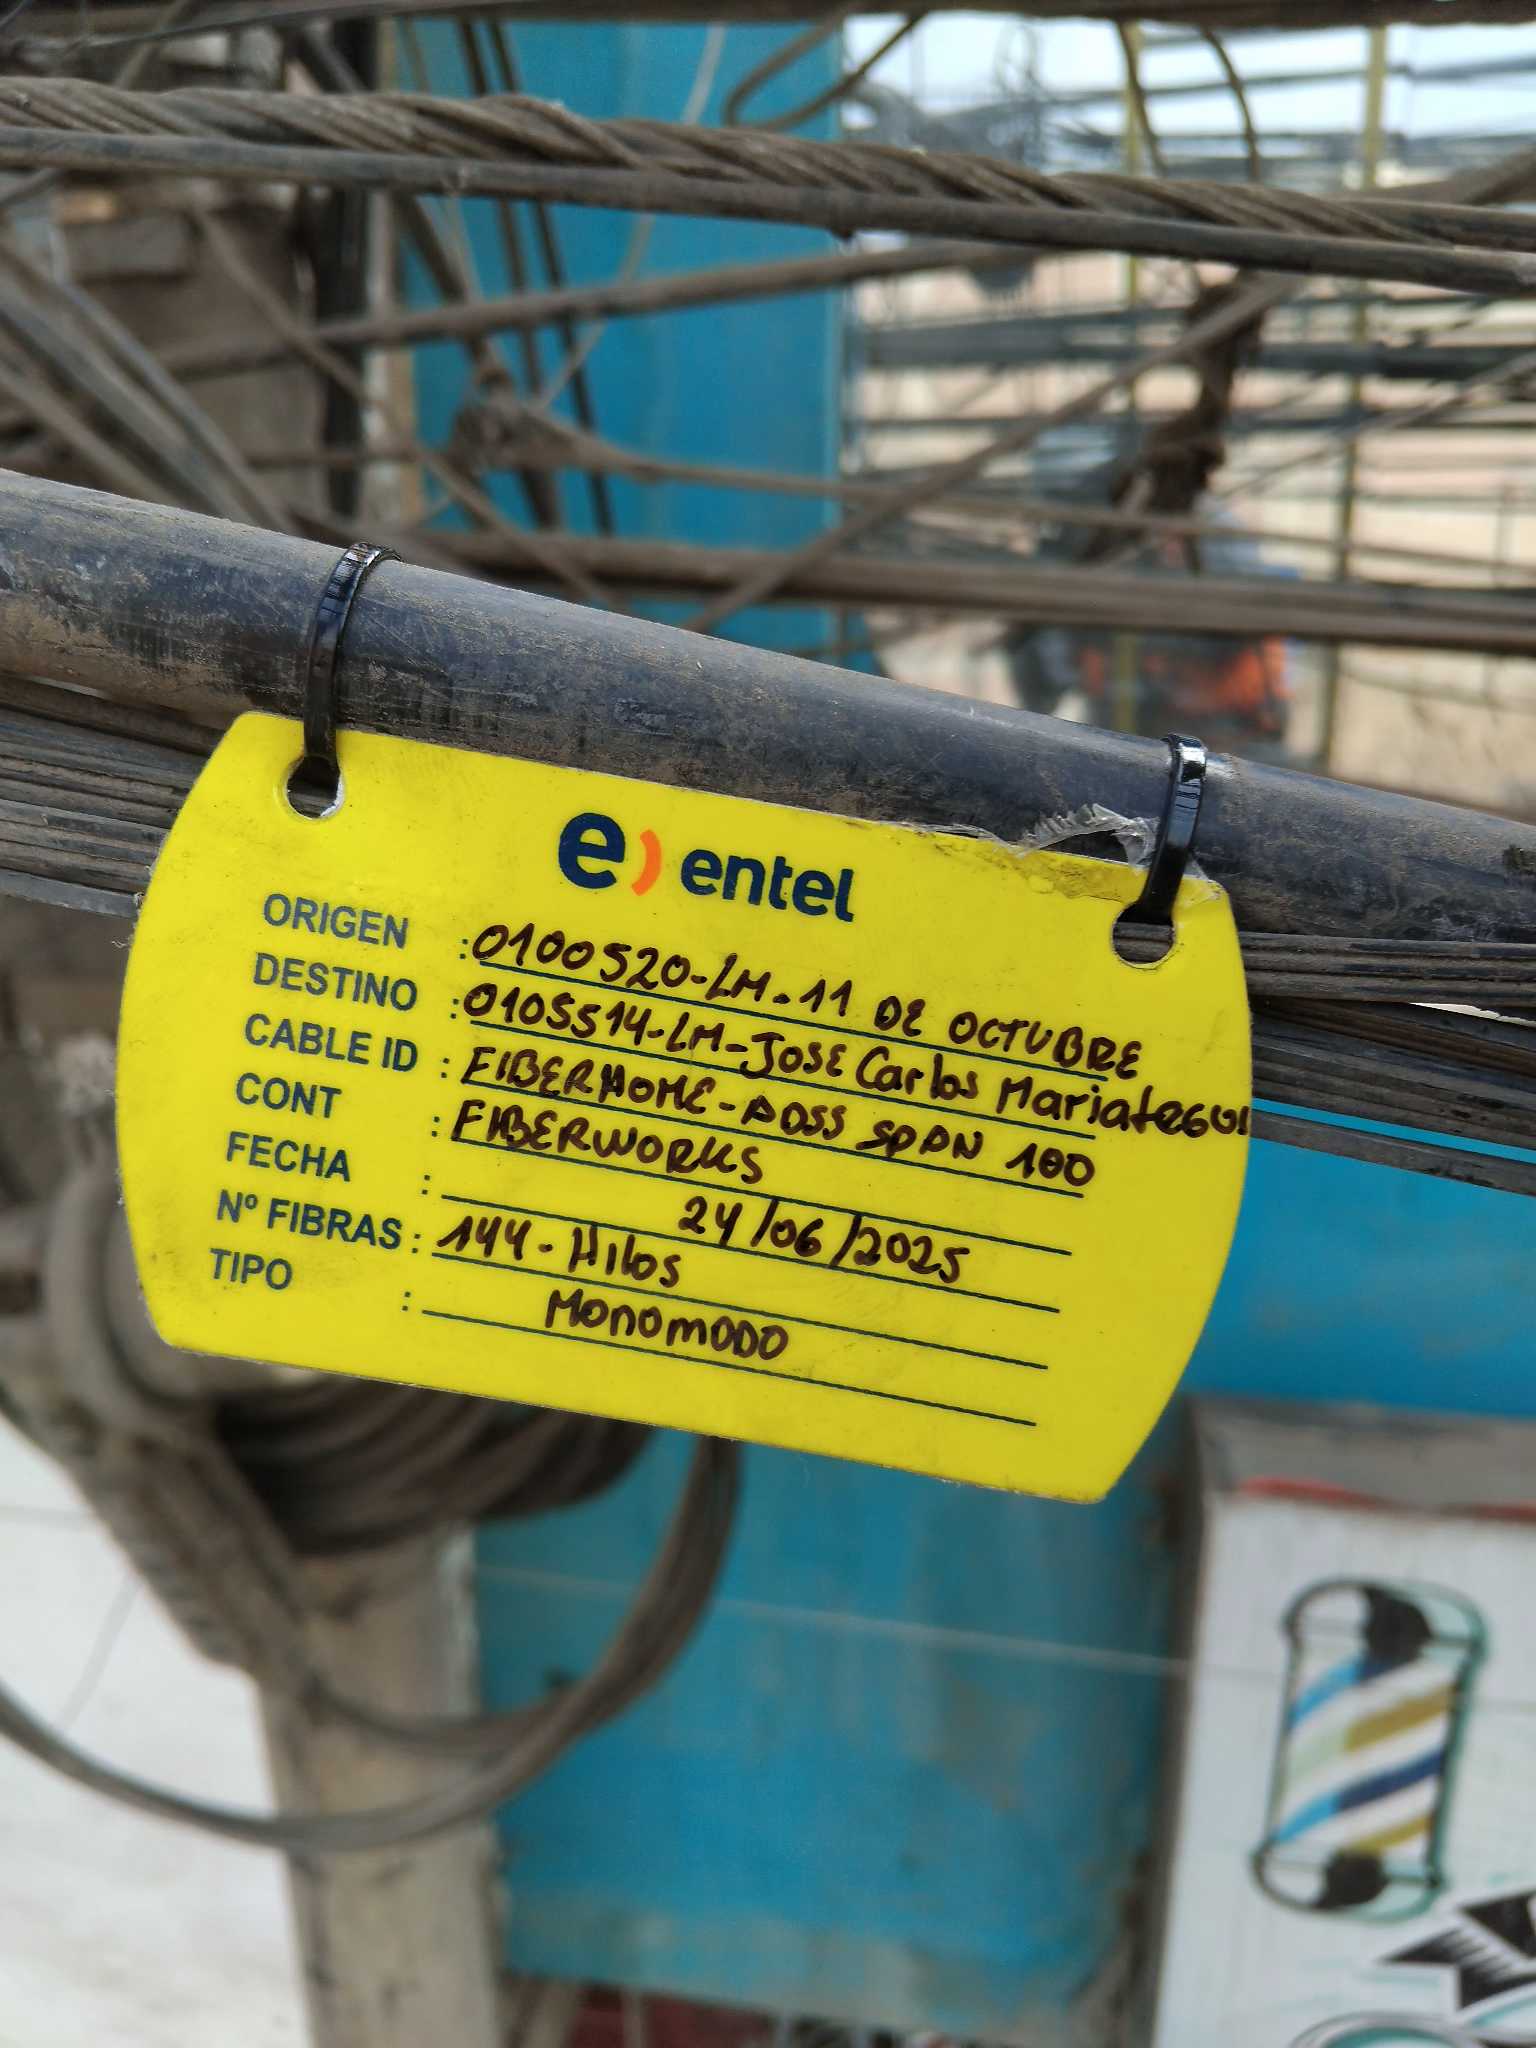 e) entel
ORIGEN : 0100520-LM-11 DE OCTUBRE
DESTINO : 0105514-LM-JOSE Carlos Mariategui
CABLE ID : FIBERHOME-ADSS SPAN 100
CONT : FIBERWORKS
FECHA : 24/06/2025
Nº FIBRAS : 144-Hilos
TIPO : MonomODO